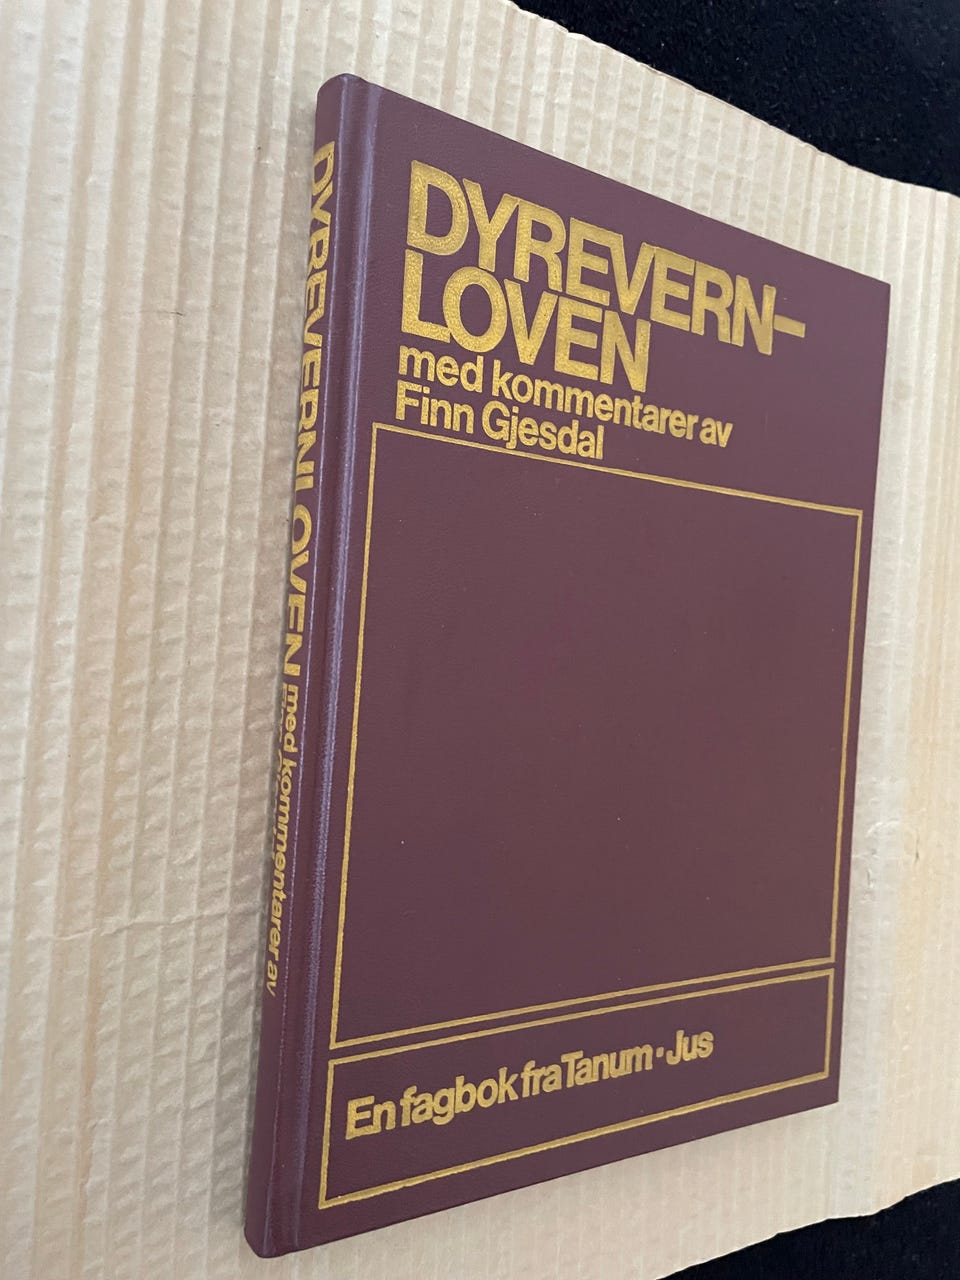 DYREVERN-
LOVEN
med kommentarer av
Finn Gjesdal
En fagbok fra Tanum·Jus
DYREVERNLOVEN med kommentarer av